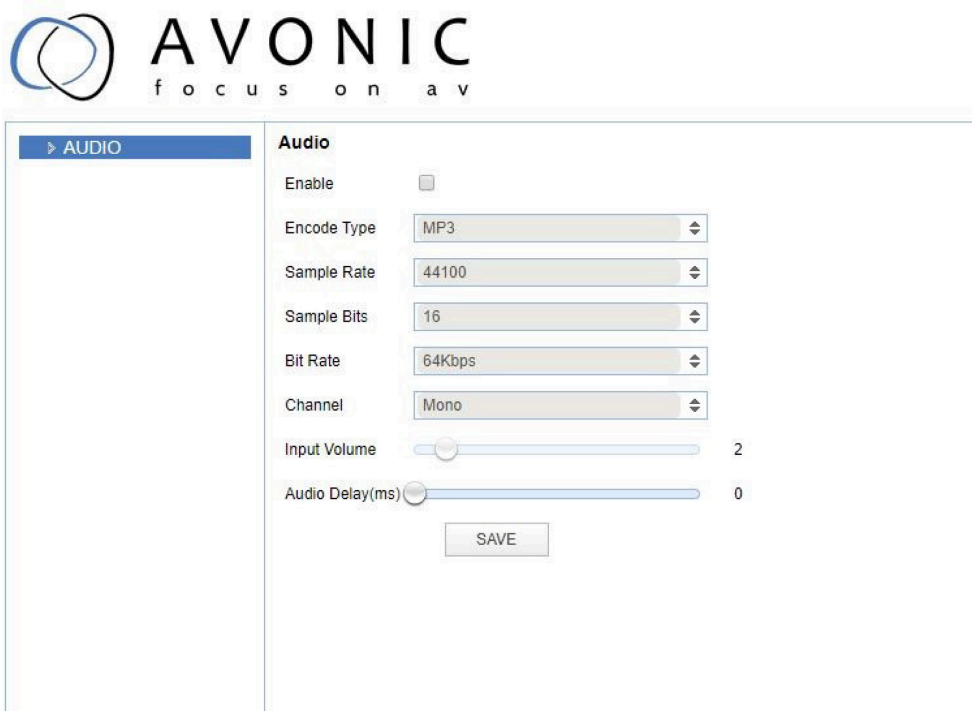 AVONIC
focus on av
AUDIO
Audio
Enable
Encode Type MP3
Sample Rate 44100
Sample Bits 16
Bit Rate 64Kbps
Channel Mono
Input Volume 2
Audio Delay(ms) 0
SAVE